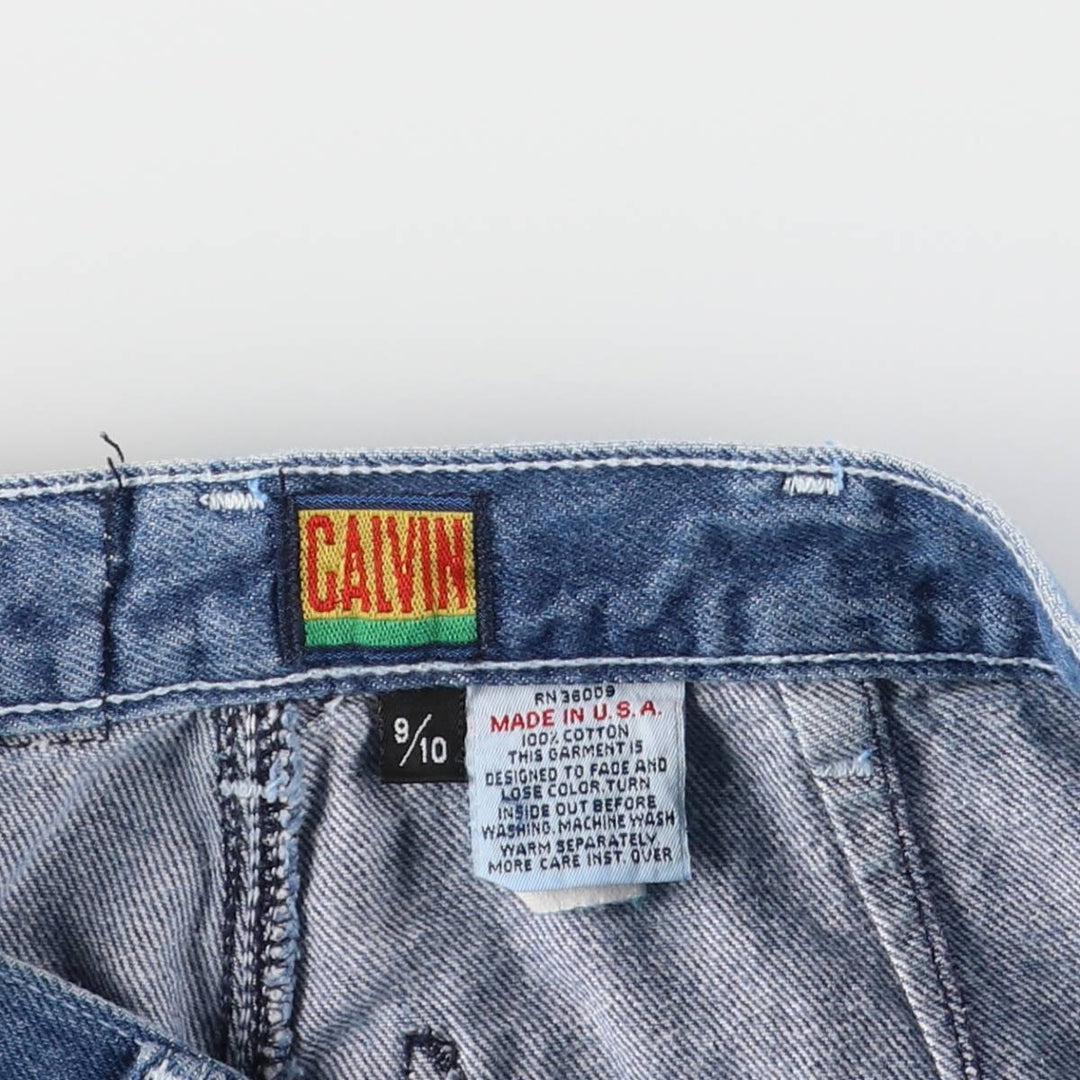 CALVIN
9/10
RN 36009
MADE IN U.S.A.
100% COTTON
THIS GARMENT IS
DESIGNED TO FADE AND
LOSE COLOR.TURN
INSIDE OUT BEFORE
WASHING. MACHINE WASH
WARM SEPARATELY
MORE CARE INST. OVER